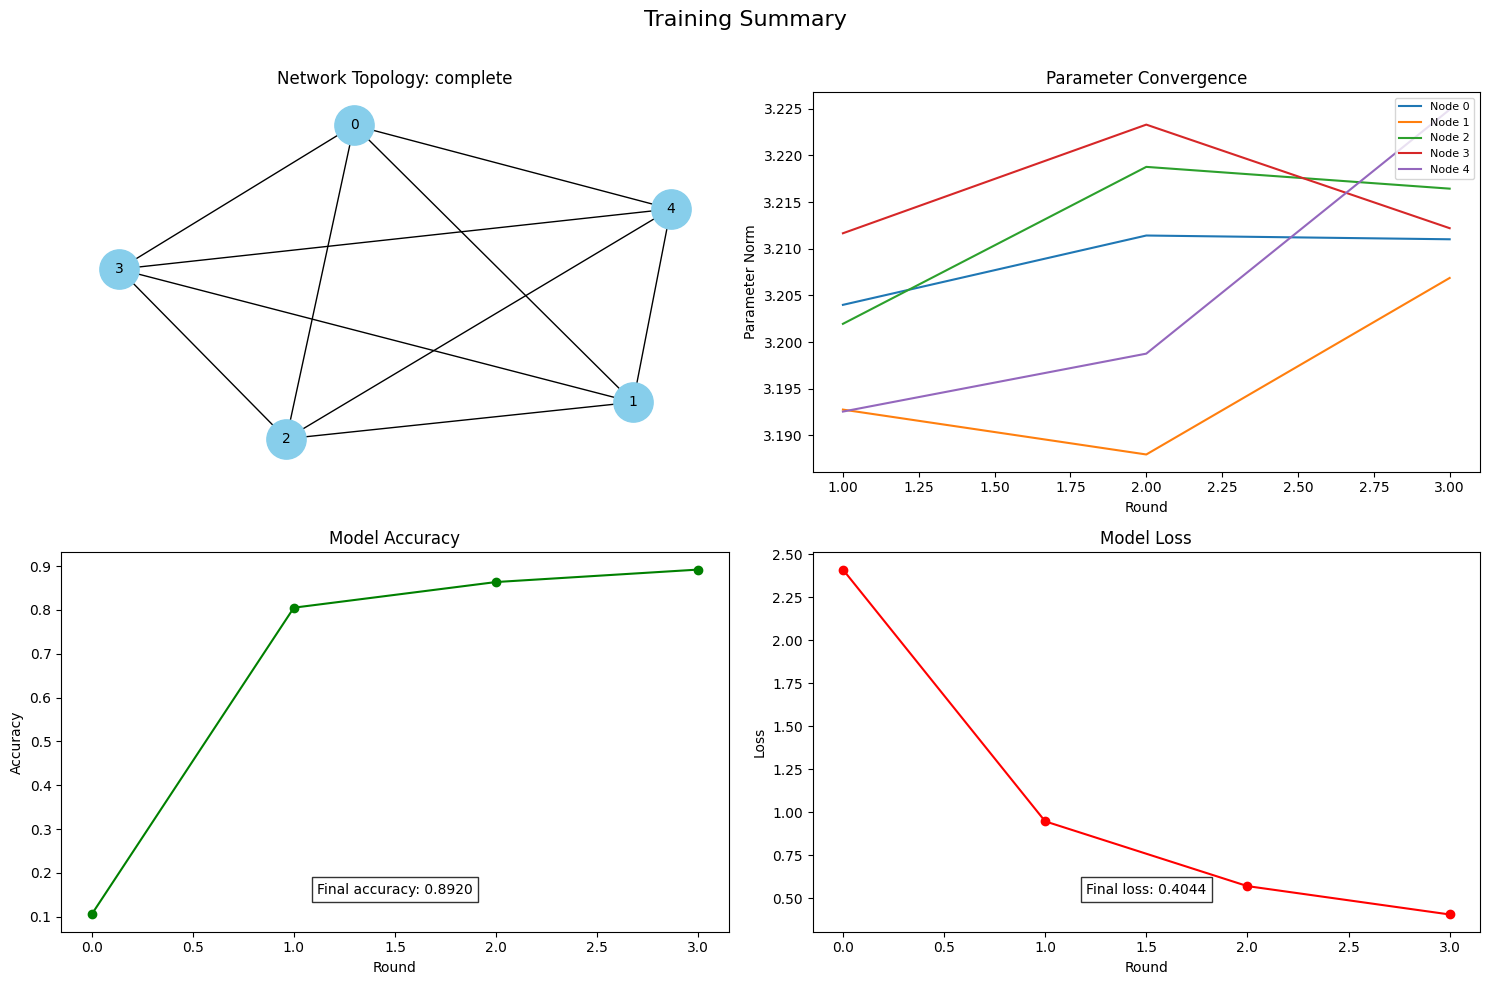 Training Summary
Network Topology: complete
0
4
3
1
2
Parameter Convergence
Node 0
Node 1
Node 2
Node 3
Node 4
3.225
3.220
3.215
3.210
3.205
3.200
3.195
3.190
Parameter Norm
1.00 1.25 1.50 1.75 2.00 2.25 2.50 2.75 3.00
Round
Model Accuracy
0.9
0.8
0.7
0.6
0.5
0.4
0.3
0.2
0.1
Accuracy
Final accuracy: 0.8920
0.0 0.5 1.0 1.5 2.0 2.5 3.0
Round
Model Loss
2.50
2.25
2.00
1.75
1.50
1.25
1.00
0.75
0.50
Loss
Final loss: 0.4044
0.0 0.5 1.0 1.5 2.0 2.5 3.0
Round